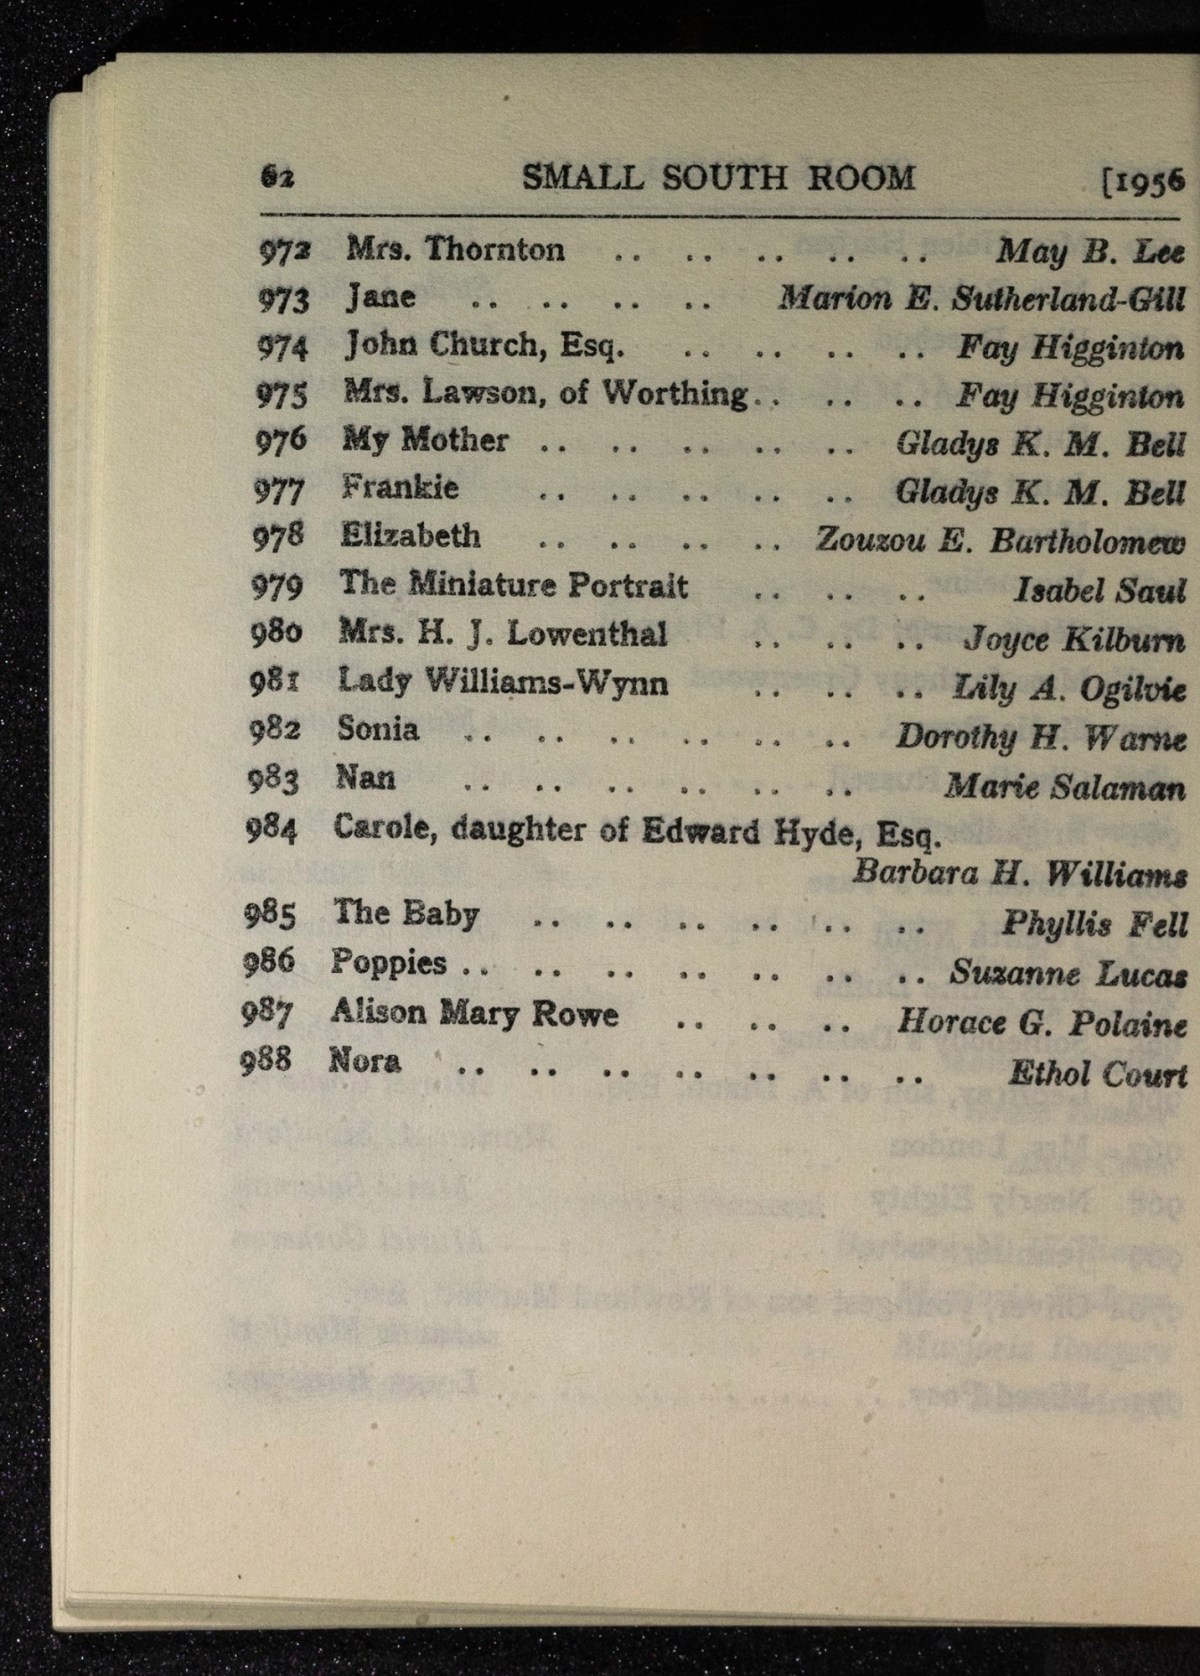 62 SMALL SOUTH ROOM [1956
972 Mrs. Thornton .. .. .. .. .. May B. Lee
973 Jane .. .. .. .. Marion E. Sutherland-Gill
974 John Church, Esq. .. .. .. .. Fay Higginton
975 Mrs. Lawson, of Worthing .. .. .. Fay Higginton
976 My Mother .. .. .. .. .. Gladys K. M. Bell
977 Frankie .. .. .. .. .. Gladys K. M. Bell
978 Elizabeth .. .. .. .. Zouzou E. Bartholomew
979 The Miniature Portrait .. .. .. Isabel Saul
980 Mrs. H. J. Lowenthal .. .. .. Joyce Kilburn
981 Lady Williams-Wynn .. .. .. Lily A. Ogilvie
982 Sonia .. .. .. .. .. .. Dorothy H. Warne
983 Nan .. .. .. .. .. .. Marie Salaman
984 Carole, daughter of Edward Hyde, Esq.
Barbara H. Williams
985 The Baby .. .. .. .. .. .. Phyllis Fell
986 Poppies .. .. .. .. .. .. .. Suzanne Lucas
987 Alison Mary Rowe .. .. .. Horace G. Polaine
988 Nora .. .. .. .. .. .. .. Ethol Court